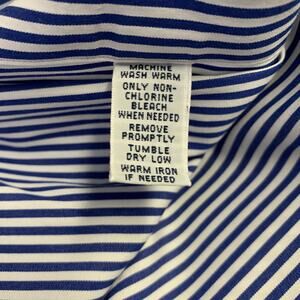 MACHINE
WASH WARM
ONLY NON-
CHLORINE
BLEACH
WHEN NEEDED
REMOVE
PROMPTLY
TUMBLE
DRY LOW
WARM IRON
IF NEEDED